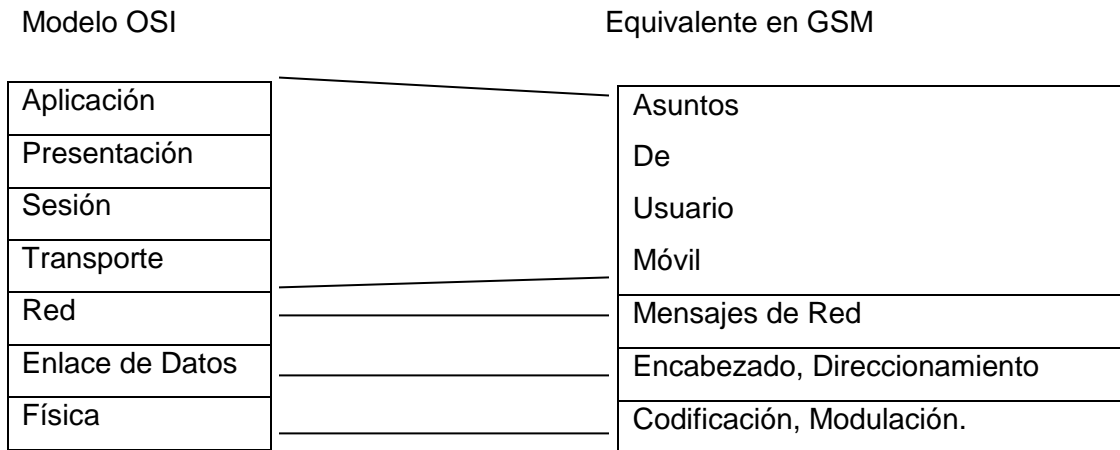 Modelo OSI
Equivalente en GSM
Aplicación
Presentación
Sesión
Transporte
Red
Enlace de Datos
Física
Asuntos
De
Usuario
Móvil
Mensajes de Red
Encabezado, Direccionamiento
Codificación, Modulación.